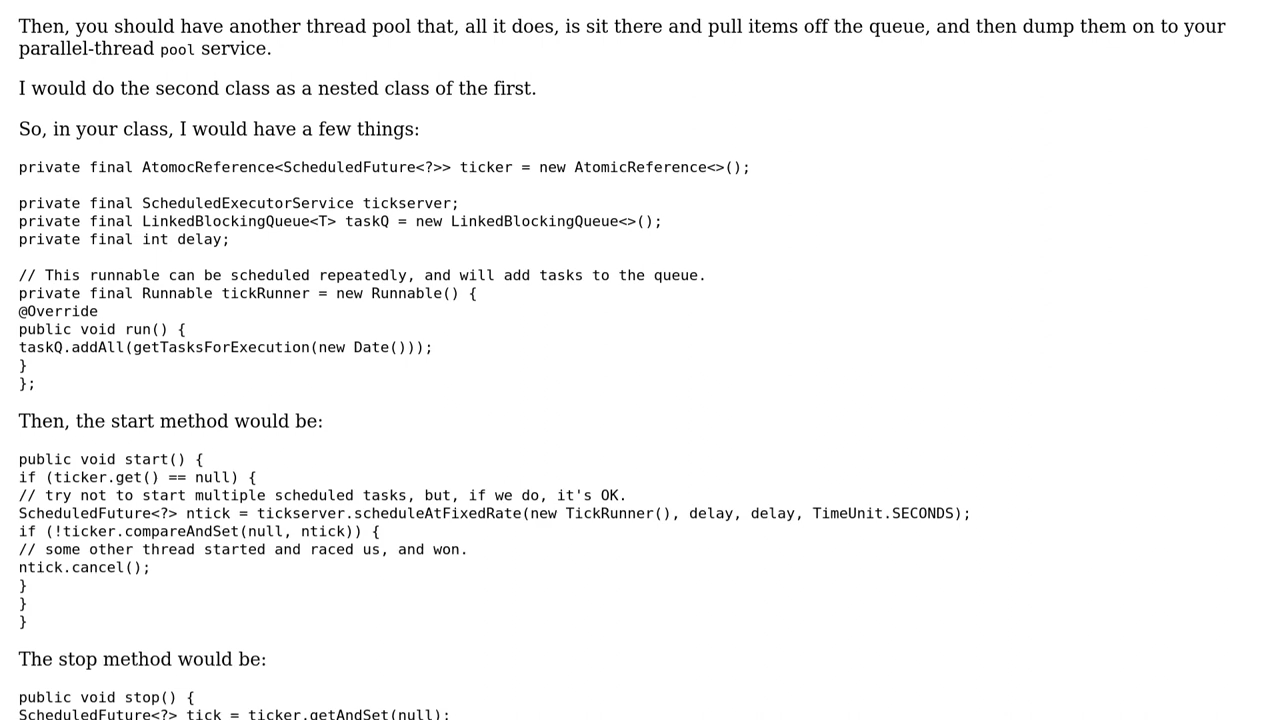 Then, you should have another thread pool that, all it does, is sit there and pull items off the queue, and then dump them on to your
parallel-thread pool service.
I would do the second class as a nested class of the first.
So, in your class, I would have a few things:
private final AtomocReference<ScheduledFuture<?>> ticker = new AtomicReference<>();
private final ScheduledExecutorService tickserver;
private final LinkedBlockingQueue<T> taskQ = new LinkedBlockingQueue<>();
private final int delay;
// This runnable can be scheduled repeatedly, and will add tasks to the queue.
private final Runnable tickRunner = new Runnable() {
@Override
public void run() {
taskQ.addAll(getTasksForExecution(new Date()));
}
};
Then, the start method would be:
public void start() {
if (ticker.get() == null) {
// try not to start multiple scheduled tasks, but, if we do, it's OK.
ScheduledFuture<?> ntick = tickserver.scheduleAtFixedRate(new TickRunner(), delay, delay, TimeUnit.SECONDS);
if (!ticker.compareAndSet(null, ntick)) {
// some other thread started and raced us, and won.
ntick.cancel();
}
}
}
The stop method would be:
public void stop() {
ScheduledFuture<?> tick = ticker.getAndSet(null);